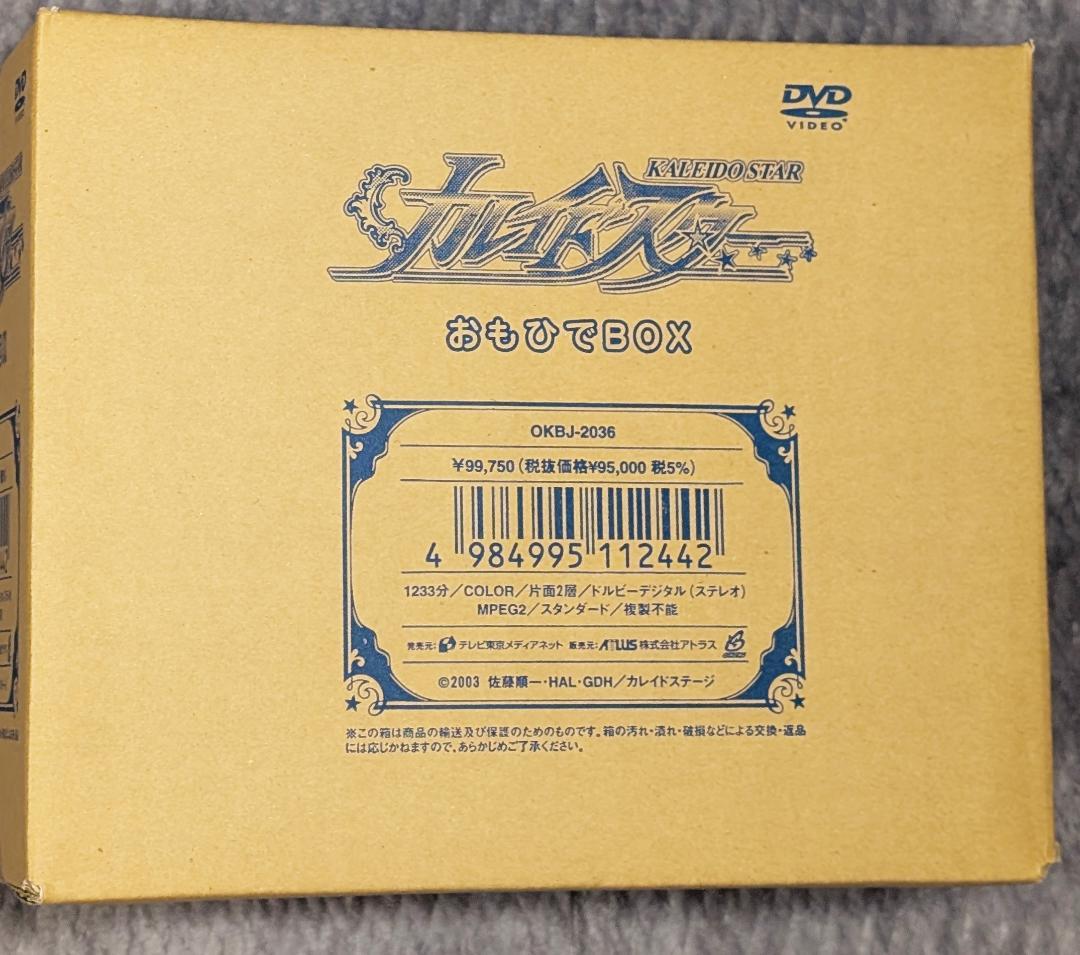 DVD
VIDEO
KALEIDO STAR
カレイドスター
おもひでBOX
OKBJ-2036
¥99,750(税抜価格¥95,000 税5%)
4 984995 112442
1233分/COLOR/片面2層/ドルビーデジタル(ステレオ)
MPEG2/スタンダード/複製不能
発売元:テレビ東京メディアネット 販売元:ATLUS株式会社アトラス
©2003 佐藤順一・HAL・GDH/カレイドステージ
※この箱は商品の輸送及び保護のためのものです。箱の汚れ・潰れ・破損などによる交換・返品
には応じかねますので、あらかじめご了承ください。
DVD